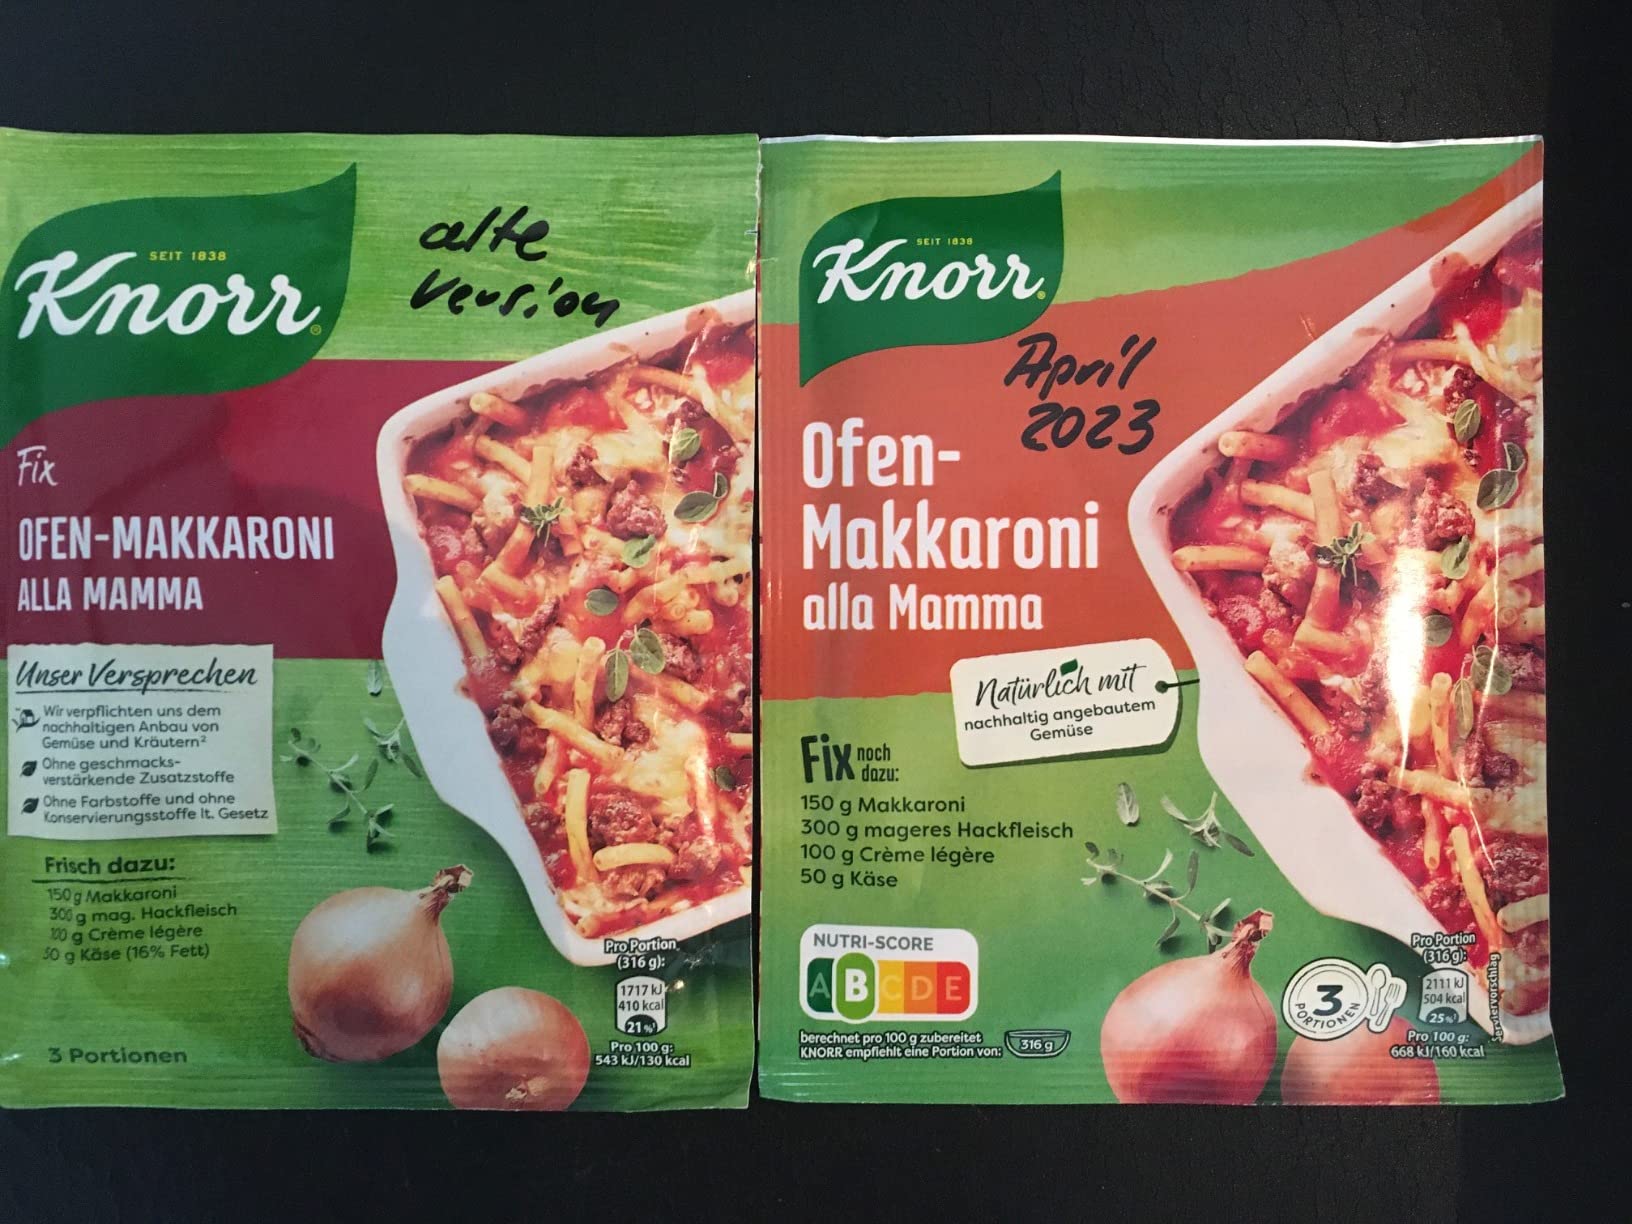 SEIT 1838
Knorr®
alte
Version
Fix
OFEN-MAKKARONI
ALLA MAMMA
Unser Versprechen
Wir verpflichten uns dem
nachhaltigen Anbau von
Gemüse und Kräutern²
Ohne geschmacks-
verstärkende Zusatzstoffe
Ohne Farbstoffe und ohne
Konservierungsstoffe lt. Gesetz
Frisch dazu:
150 g Makkaroni
300 g mag. Hackfleisch
100 g Crème légère
50 g Käse (16% Fett)
3 Portionen
Pro Portion
(316 g):
1717 kJ
410 kcal
21%¹
Pro 100 g:
543 kJ/130 kcal
SEIT 1838
Knorr®
April
2023
Ofen-
Makkaroni
alla Mamma
Natürlich mit
nachhaltig angebautem
Gemüse
Fix noch
dazu:
150 g Makkaroni
300 g mageres Hackfleisch
100 g Crème légère
50 g Käse
NUTRI-SCORE
A B C D E
berechnet pro 100 g zubereitet
KNORR empfiehlt eine Portion von: 316 g
3
PORTIONEN
Pro Portion
(316 g):
2111 kJ
504 kcal
25%¹
Pro 100 g:
668 kJ/160 kcal
Serviervorschlag